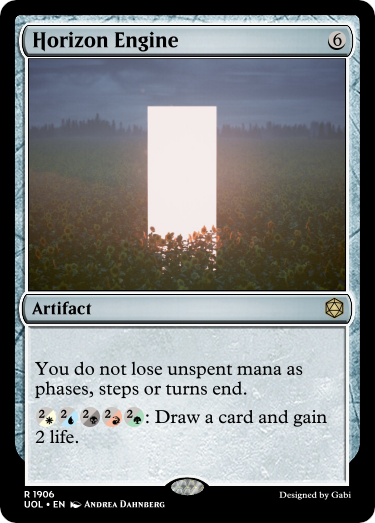 Horizon Engine 6
Artifact
You do not lose unspent mana as
phases, steps or turns end.
2 2 2 2 2: Draw a card and gain
2 life.
R 1906
UOL • EN Andrea Dahnberg
Designed by Gabi